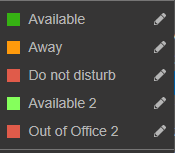 Available
Away
Do not disturb
Available 2
Out of Office 2